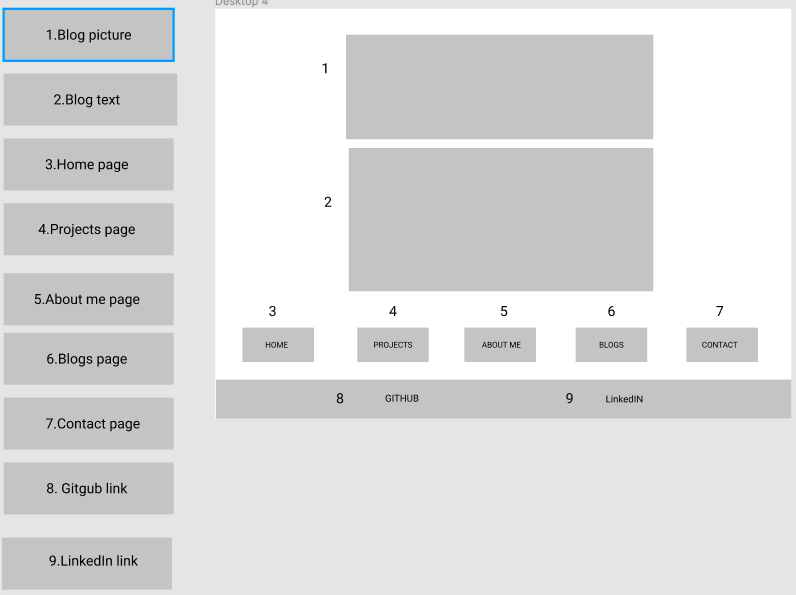 Desktop 4
1.Blog picture
2.Blog text
3.Home page
4.Projects page
5.About me page
6.Blogs page
7.Contact page
8. Gitgub link
9.LinkedIn link
1
2
3 4 5 6 7
HOME PROJECTS ABOUT ME BLOGS CONTACT
8 GITHUB 9 LinkedIN